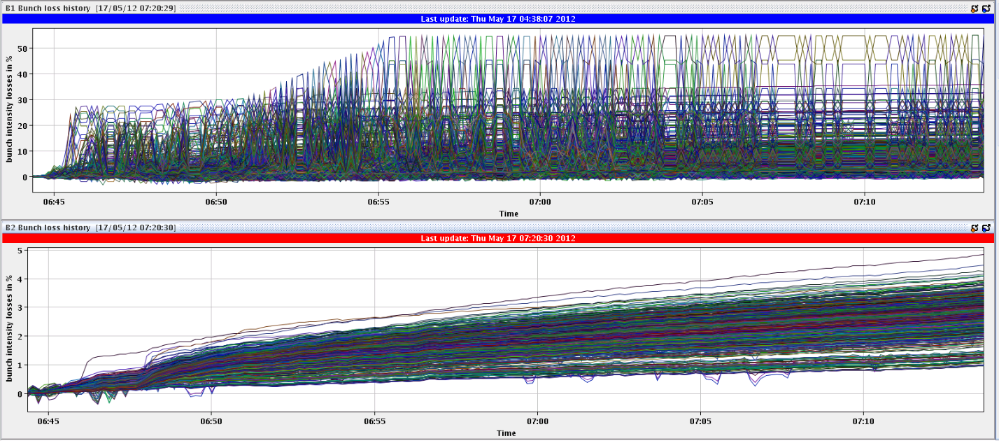 B1 Bunch loss history [17/05/12 07:20:29]
Last update: Thu May 17 04:38:07 2012
bunch intensity losses in %
50
40
30
20
10
0
06:45 06:50 06:55 07:00 07:05 07:10
Time
B2 Bunch loss history [17/05/12 07:20:30]
Last update: Thu May 17 07:20:30 2012
bunch intensity losses in %
5
4
3
2
1
0
06:45 06:50 06:55 07:00 07:05 07:10
Time